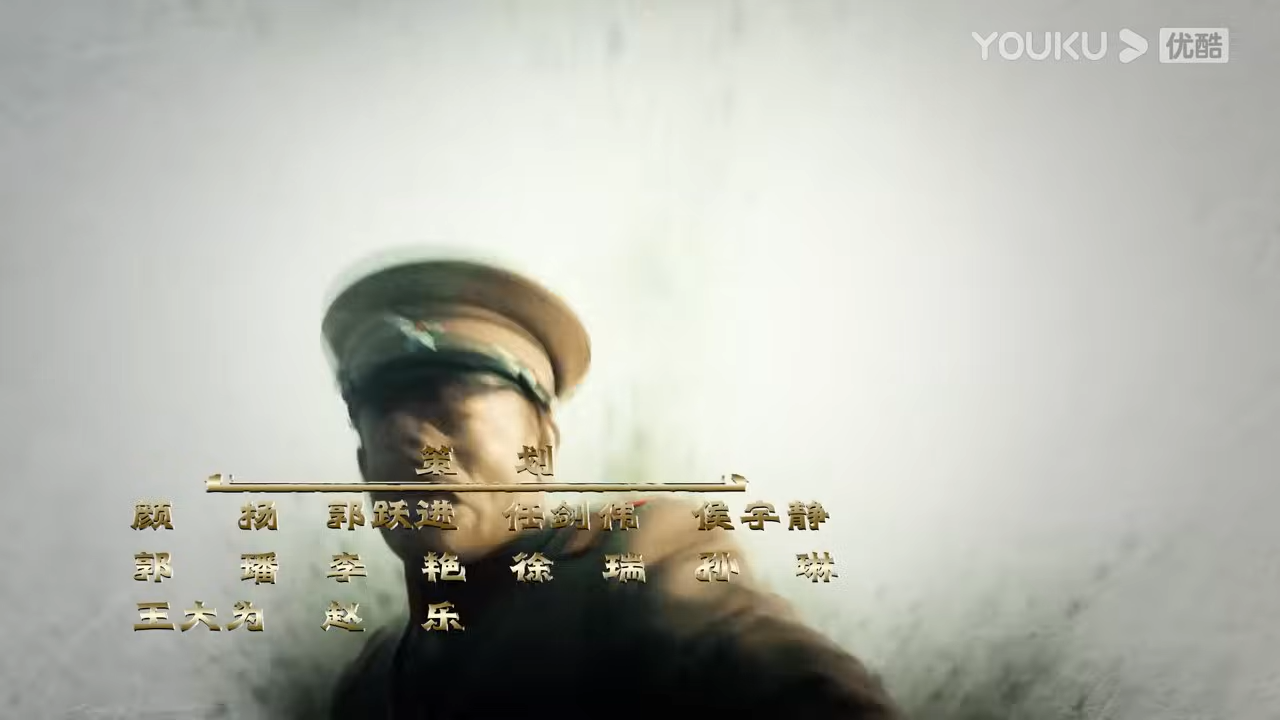 YOUKU 优酷
策 划
颜 扬 郭跃进 任剑伟 侯宇静
郭 璠 李 艳 徐 瑞 孙 琳
王大为 赵 乐